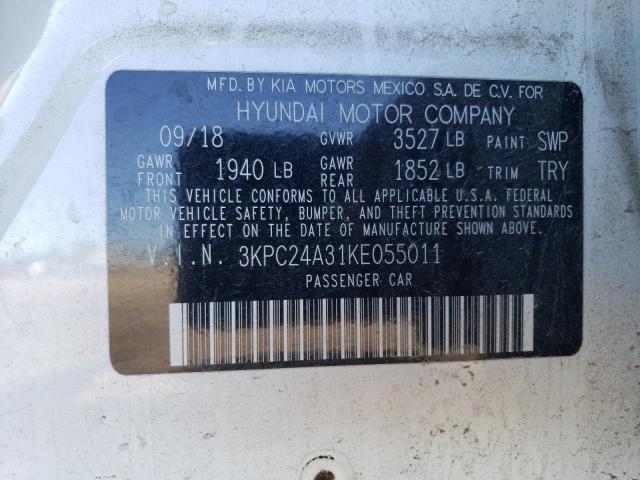 MFD. BY KIA MOTORS MEXICO S.A. DE C.V. FOR
HYUNDAI MOTOR COMPANY
09/18 GVWR 3527 LB PAINT SWP
GAWR FRONT 1940 LB GAWR REAR 1852 LB TRIM TRY
THIS VEHICLE CONFORMS TO ALL APPLICABLE U.S.A. FEDERAL
MOTOR VEHICLE SAFETY, BUMPER, AND THEFT PREVENTION STANDARDS
IN EFFECT ON THE DATE OF MANUFACTURE SHOWN ABOVE.
V.I.N. 3KPC24A31KE055011
PASSENGER CAR